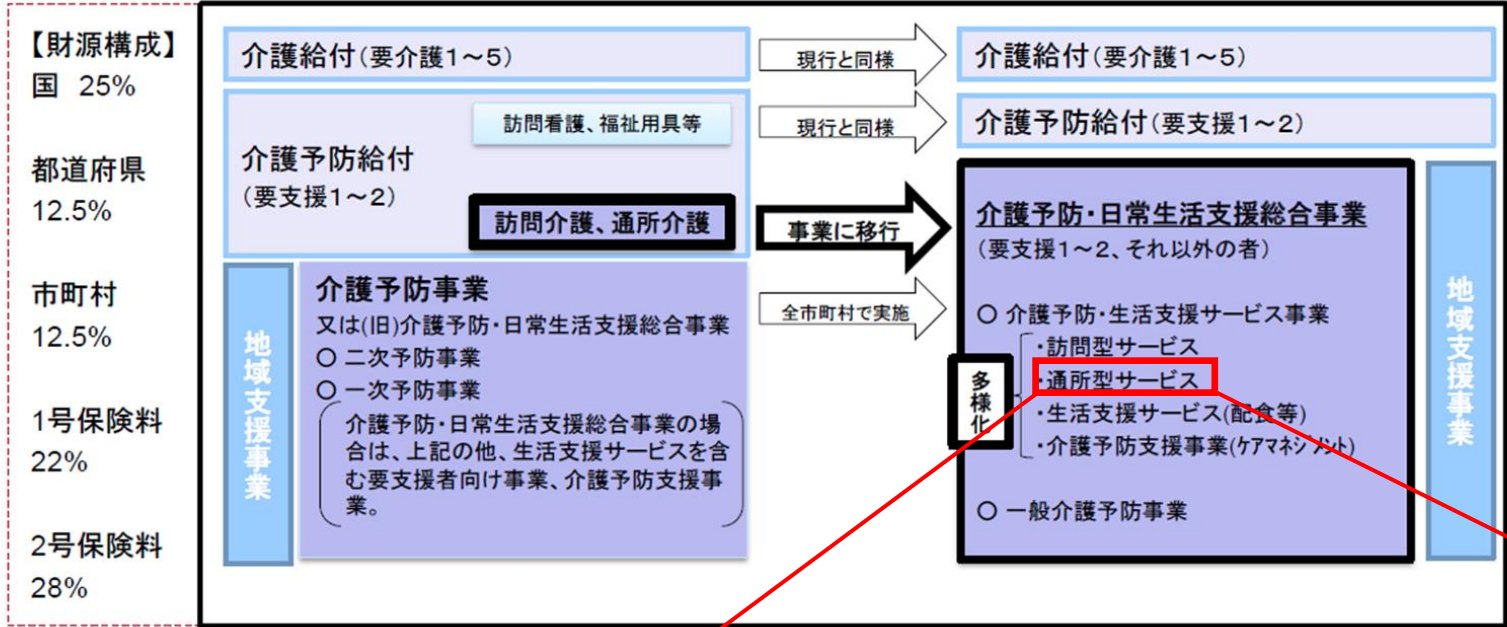 【財源構成】
国 25%
都道府県
12.5%
市町村
12.5%
1号保険料
22%
2号保険料
28%
介護給付(要介護1~5)
訪問看護、福祉用具等
介護予防給付
(要支援1~2)
訪問介護、通所介護
地域支援事業
介護予防事業
又は(旧)介護予防・日常生活支援総合事業
○ 二次予防事業
○ 一次予防事業
介護予防・日常生活支援総合事業の場
合は、上記の他、生活支援サービスを含
む要支援者向け事業、介護予防支援事
業。
現行と同様
現行と同様
事業に移行
全市町村で実施
介護給付(要介護1~5)
介護予防給付(要支援1~2)
介護予防・日常生活支援総合事業
(要支援1~2、それ以外の者)
○ 介護予防・生活支援サービス事業
多様化
・訪問型サービス
・通所型サービス
・生活支援サービス(配食等)
・介護予防支援事業(ケアマネジメント)
○ 一般介護予防事業
地域支援事業